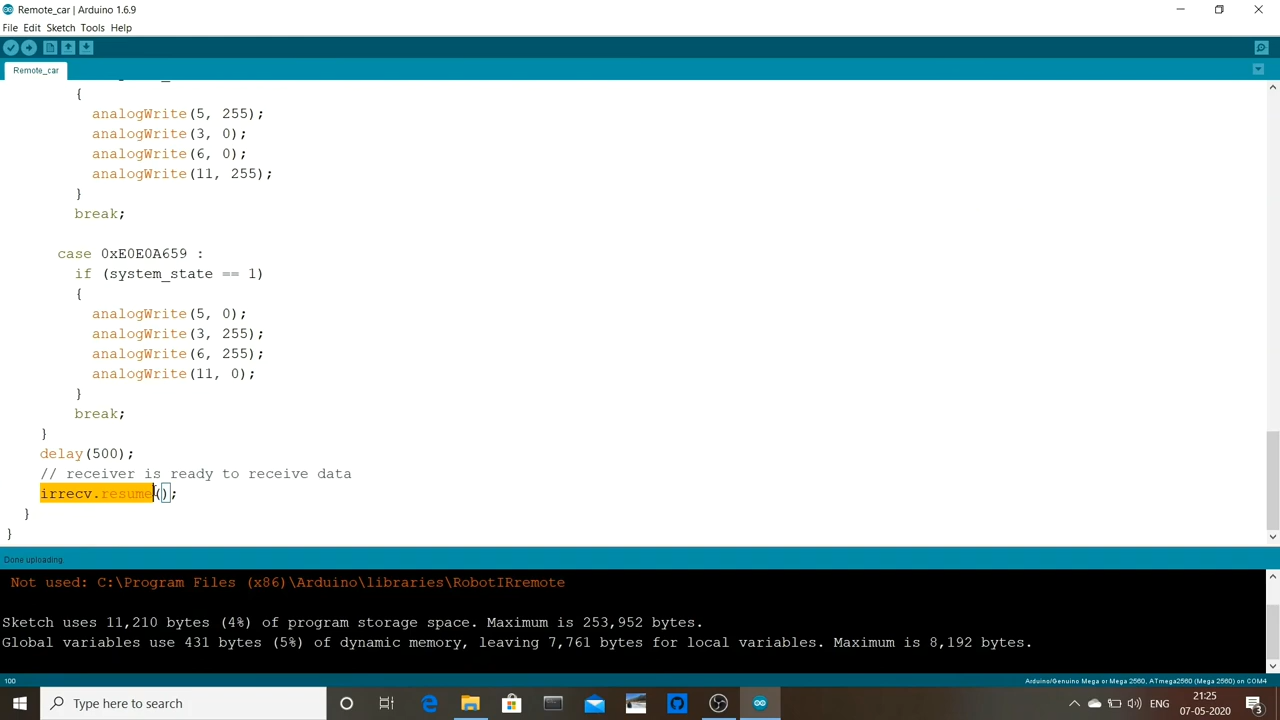 Remote_car | Arduino 1.6.9
File Edit Sketch Tools Help
Remote_car
{
analogWrite(5, 255);
analogWrite(3, 0);
analogWrite(6, 0);
analogWrite(11, 255);
}
break;
case 0xE0E0A659 :
if (system_state == 1)
{
analogWrite(5, 0);
analogWrite(3, 255);
analogWrite(6, 255);
analogWrite(11, 0);
}
break;
}
delay(500);
// receiver is ready to receive data
irrecv.resume();
}
}
Done uploading.
Not used: C:\Program Files (x86)\Arduino\libraries\RobotIRremote
Sketch uses 11,210 bytes (4%) of program storage space. Maximum is 253,952 bytes.
Global variables use 431 bytes (5%) of dynamic memory, leaving 7,761 bytes for local variables. Maximum is 8,192 bytes.
100
Arduino/Genuino Mega or Mega 2560, ATmega2560 (Mega 2560) on COM4
Type here to search
ENG
21:25
07-05-2020
3